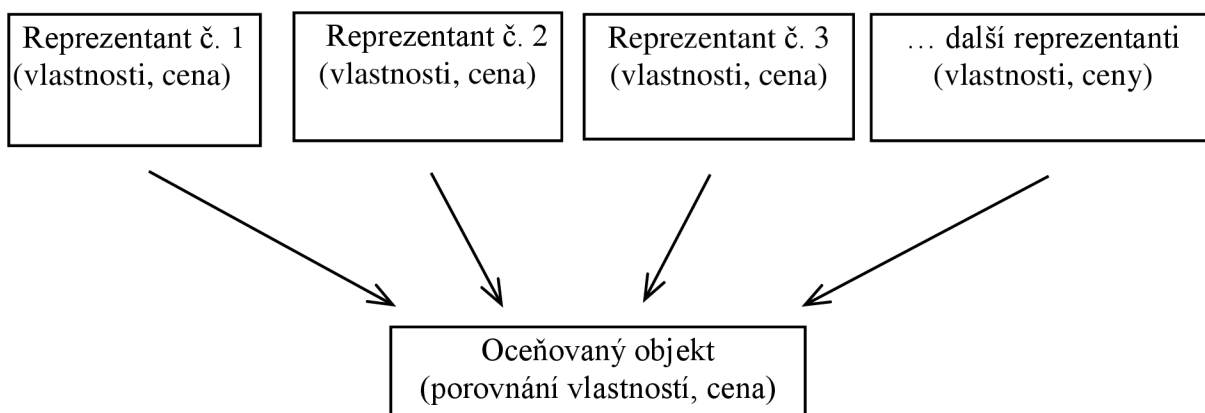 Reprezentant č. 1
(vlastnosti, cena)
Reprezentant č. 2
(vlastnosti, cena)
Reprezentant č. 3
(vlastnosti, cena)
… další reprezentanti
(vlastnosti, ceny)
Oceňovaný objekt
(porovnání vlastností, cena)